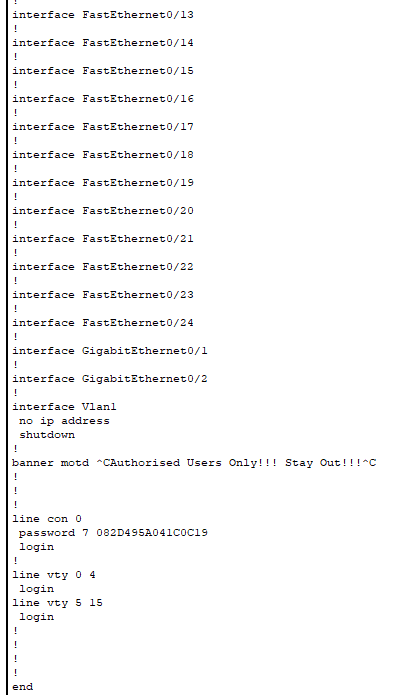 !
interface FastEthernet0/13
!
interface FastEthernet0/14
!
interface FastEthernet0/15
!
interface FastEthernet0/16
!
interface FastEthernet0/17
!
interface FastEthernet0/18
!
interface FastEthernet0/19
!
interface FastEthernet0/20
!
interface FastEthernet0/21
!
interface FastEthernet0/22
!
interface FastEthernet0/23
!
interface FastEthernet0/24
!
interface GigabitEthernet0/1
!
interface GigabitEthernet0/2
!
interface Vlan1
 no ip address
 shutdown
!
banner motd ^CAuthorised Users Only!!! Stay Out!!!^C
!
!
!
line con 0
 password 7 082D495A041C0C19
 login
!
line vty 0 4
 login
line vty 5 15
 login
!
!
!
!
end